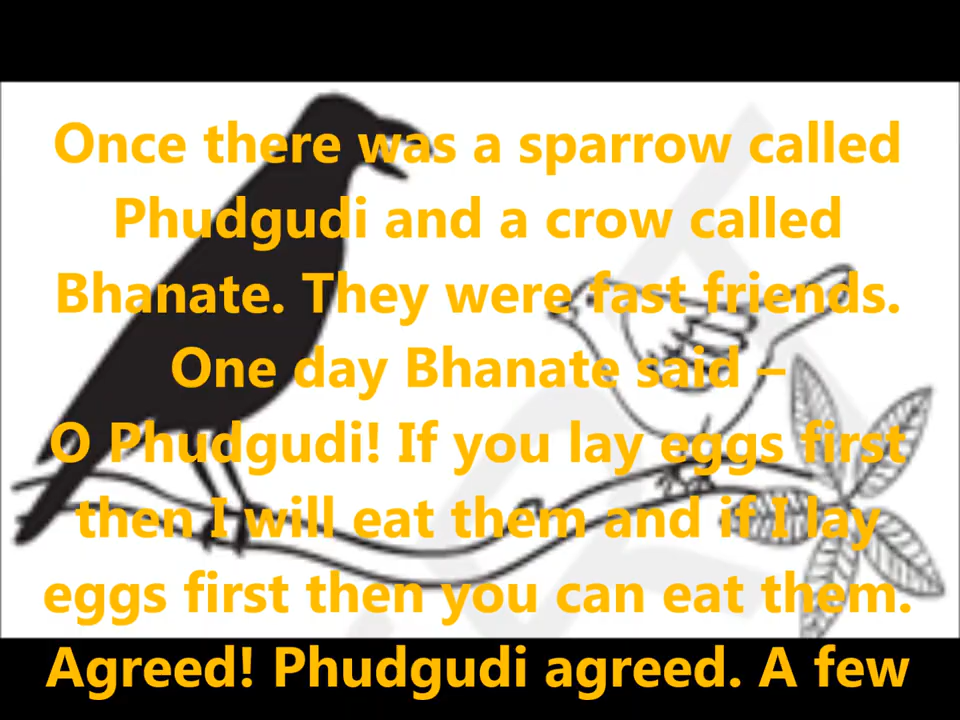 Once there was a sparrow called
Phudgudi and a crow called
Bhanate. They were fast friends.
One day Bhanate said –
O Phudgudi! If you lay eggs first
then I will eat them and if I lay
eggs first then you can eat them.
Agreed! Phudgudi agreed. A few